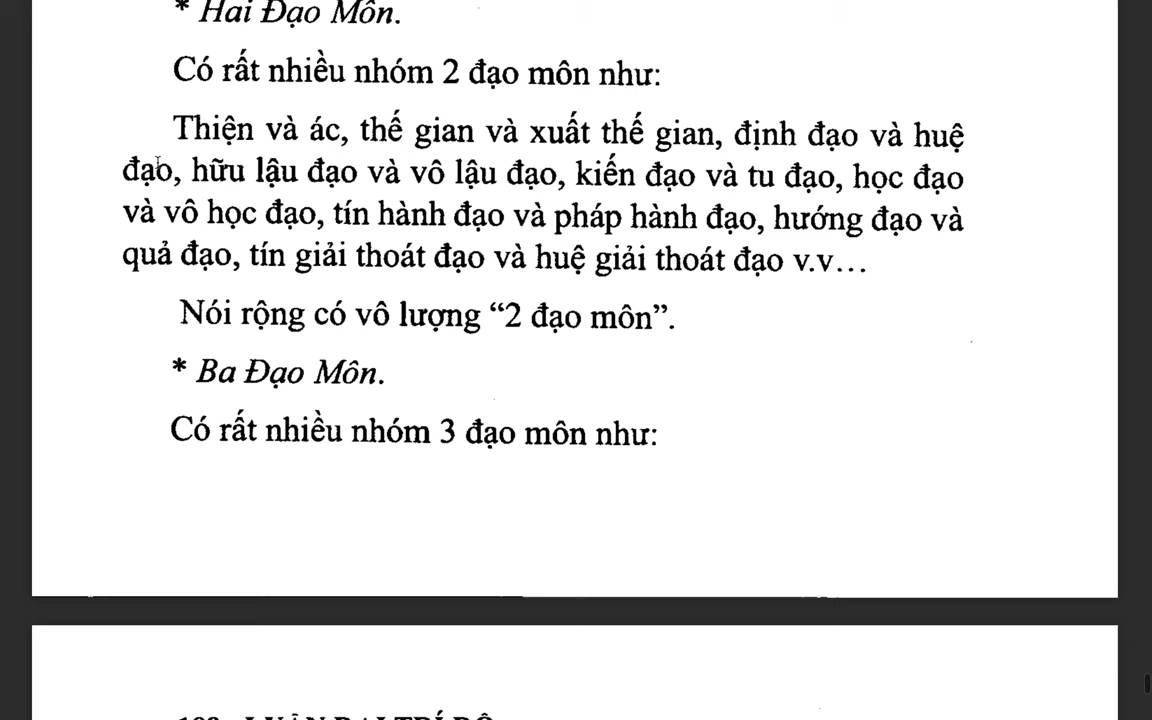 * Hai Đạo Môn.
Có rất nhiều nhóm 2 đạo môn như:
Thiện và ác, thế gian và xuất thế gian, định đạo và huệ
đạo, hữu lậu đạo và vô lậu đạo, kiến đạo và tu đạo, học đạo
và vô học đạo, tín hành đạo và pháp hành đạo, hướng đạo và
quả đạo, tín giải thoát đạo và huệ giải thoát đạo v.v…
Nói rộng có vô lượng “2 đạo môn”.
* Ba Đạo Môn.
Có rất nhiều nhóm 3 đạo môn như:
LUẬN ĐẠI TRÍ ĐỘ